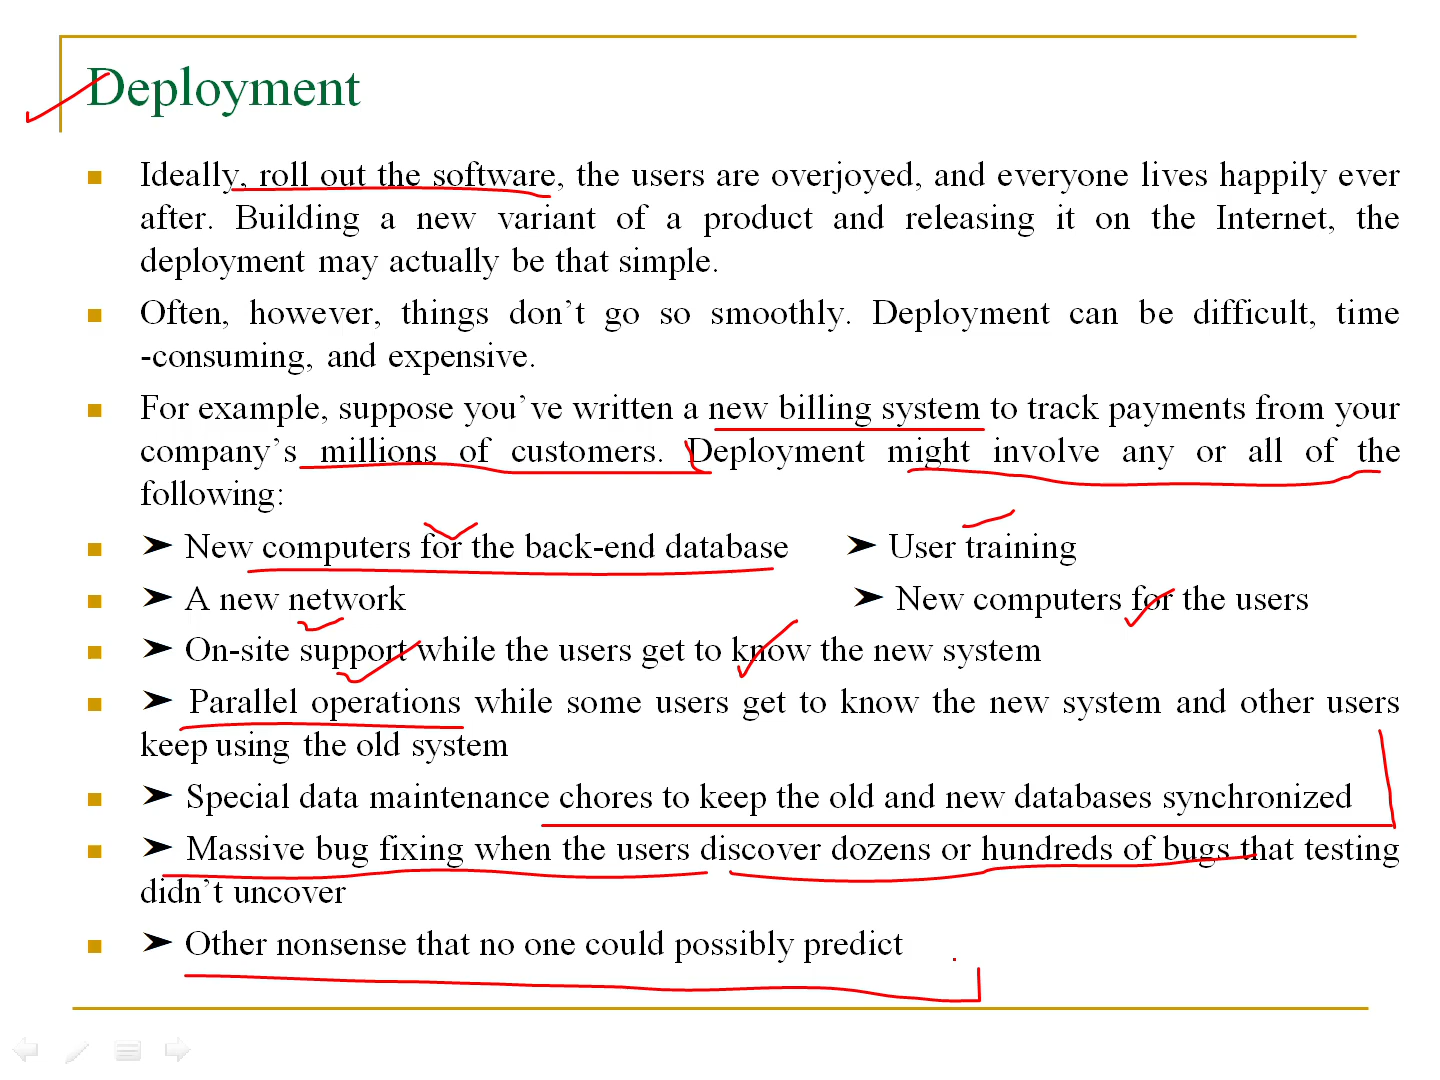 Deployment
Ideally, roll out the software, the users are overjoyed, and everyone lives happily ever
after. Building a new variant of a product and releasing it on the Internet, the
deployment may actually be that simple.
Often, however, things don’t go so smoothly. Deployment can be difficult, time
-consuming, and expensive.
For example, suppose you’ve written a new billing system to track payments from your
company’s millions of customers. Deployment might involve any or all of the
following:
➤ New computers for the back-end database ➤ User training
➤ A new network ➤ New computers for the users
➤ On-site support while the users get to know the new system
➤ Parallel operations while some users get to know the new system and other users
keep using the old system
➤ Special data maintenance chores to keep the old and new databases synchronized
➤ Massive bug fixing when the users discover dozens or hundreds of bugs that testing
didn’t uncover
➤ Other nonsense that no one could possibly predict